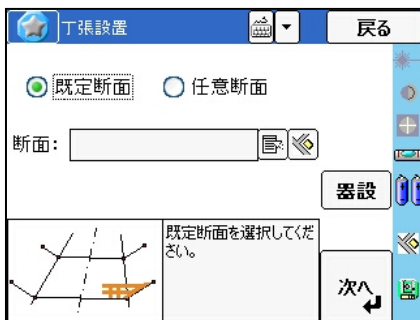 丁張設置
戻る
既定断面
任意断面
断面:
器設
既定断面を選択してくだ
さい。
次へ